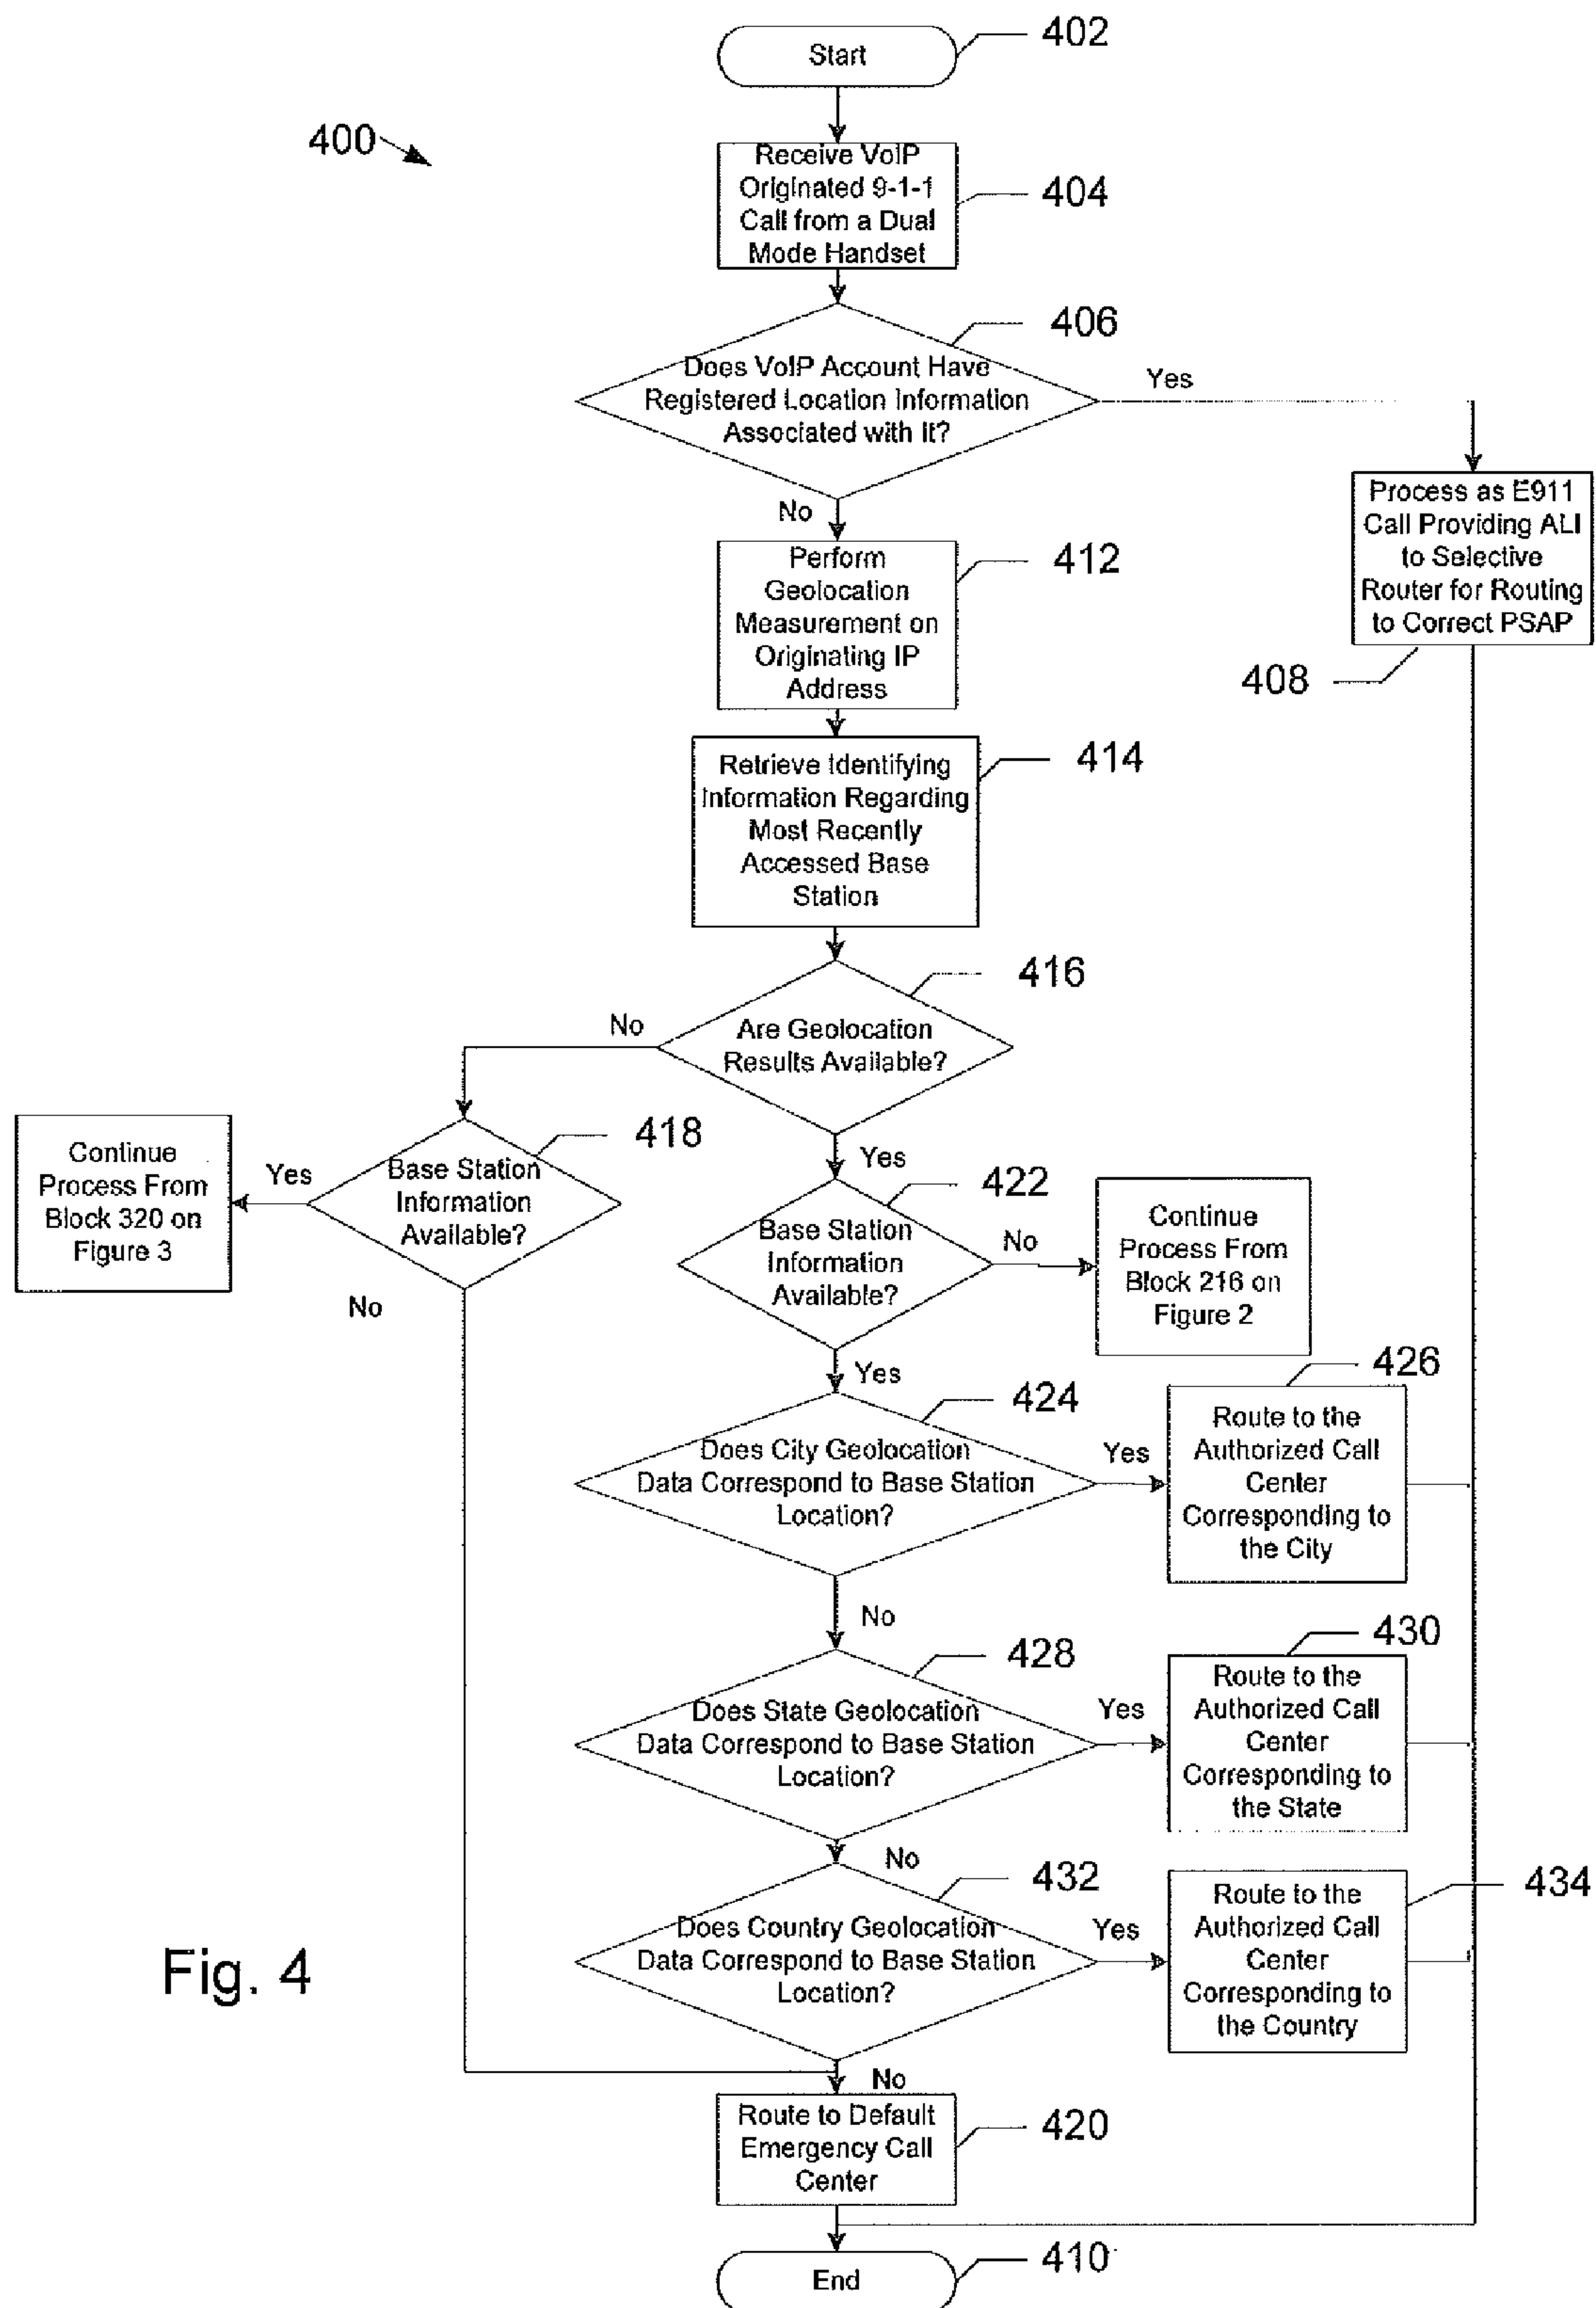 Start
402
400
Receive VoIP
Originated 9-1-1
Call from a Dual
Mode Handset
404
406
Does VoIP Account Have
Registered Location Information
Associated with It?
Yes
No
Process as E911
Call Providing ALI
to Selective
Router for Routing
to Correct PSAP
408
Perform
Geolocation
Measurement on
Originating IP
Address
412
Retrieve Identifying
Information Regarding
Most Recently
Accessed Base
Station
414
416
Are Geolocation
Results Available?
No
Yes
418
Base Station
Information
Available?
Yes
No
Continue
Process From
Block 320 on
Figure 3
422
Base Station
Information
Available?
No
Yes
Continue
Process From
Block 216 on
Figure 2
424
Does City Geolocation
Data Correspond to Base Station
Location?
Yes
No
426
Route to the
Authorized Call
Center
Corresponding to
the City
428
Does State Geolocation
Data Correspond to Base Station
Location?
Yes
No
430
Route to the
Authorized Call
Center
Corresponding to
the State
432
Does Country Geolocation
Data Correspond to Base Station
Location?
Yes
No
434
Route to the
Authorized Call
Center
Corresponding to
the Country
Fig. 4
Route to Default
Emergency Call
Center
420
End
410